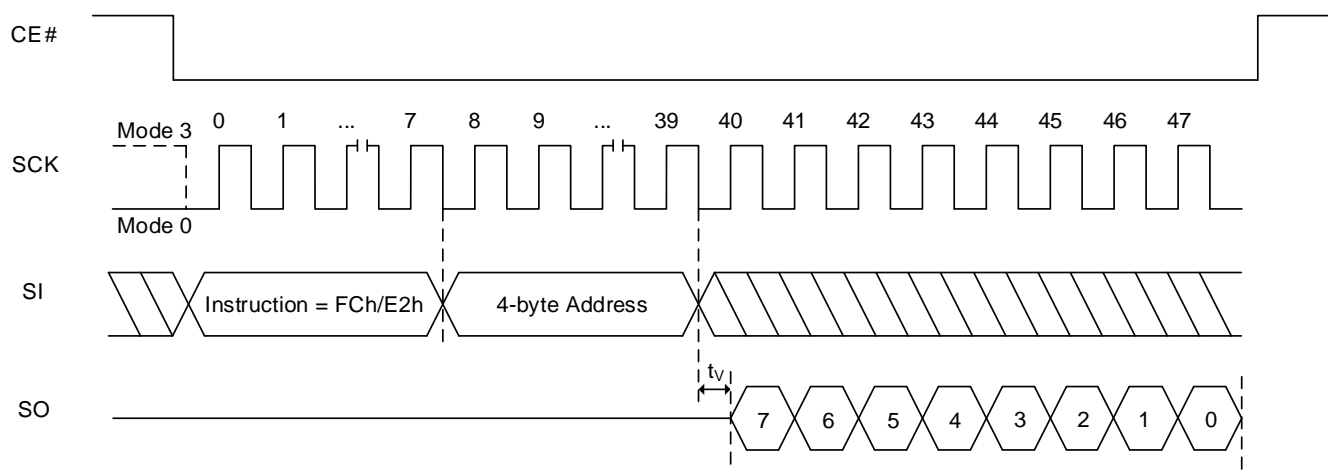 CE#
Mode 3 0 1 ... 7 8 9 ... 39 40 41 42 43 44 45 46 47
SCK
Mode 0
SI Instruction = FCh/E2h 4-byte Address
tV
SO 7 6 5 4 3 2 1 0